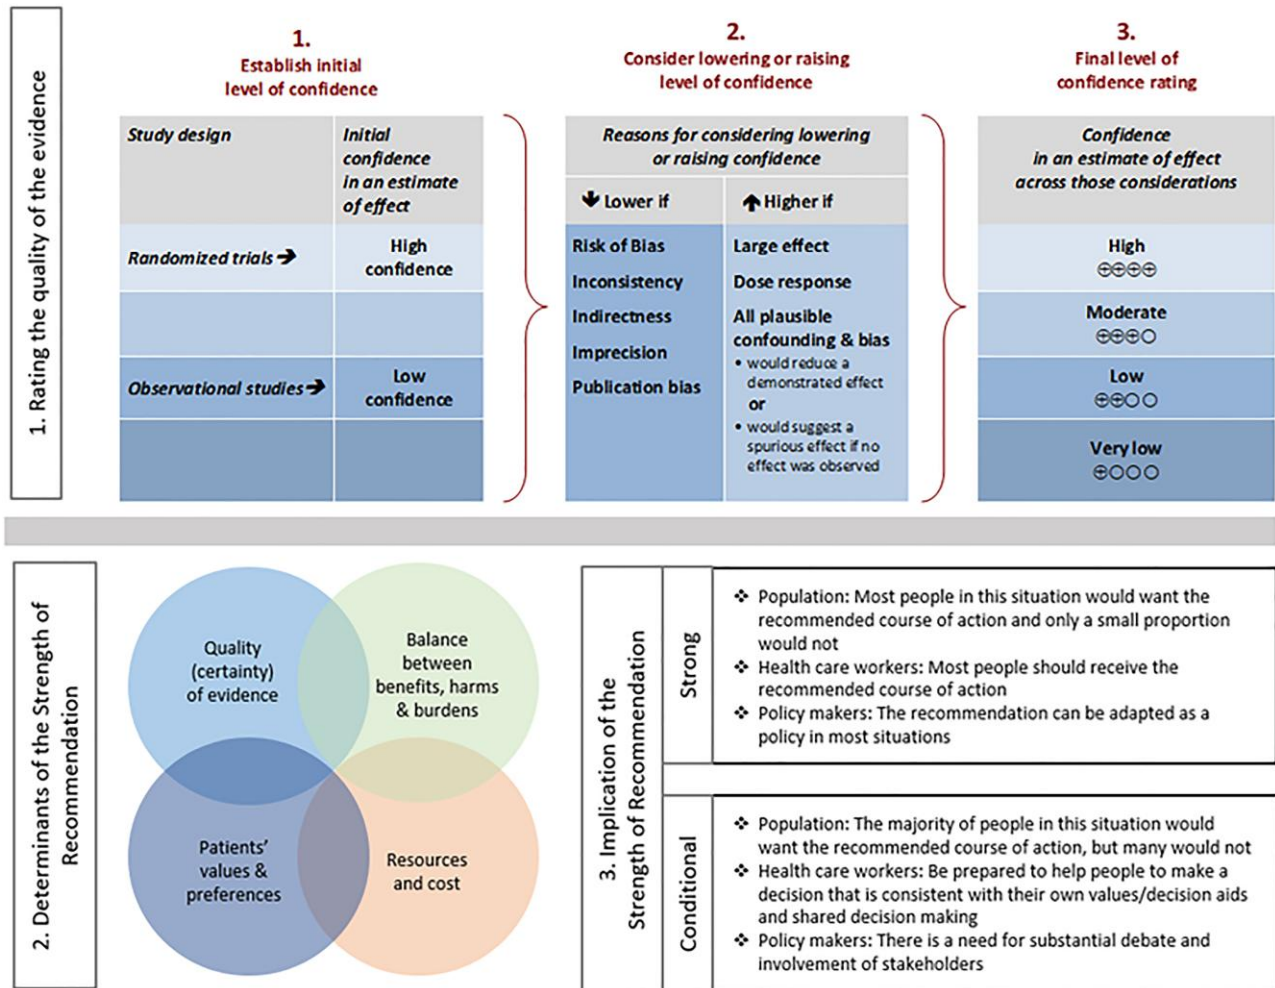 1. Rating the quality of the evidence
1.
Establish initial
level of confidence
Study design
Initial
confidence
in an estimate
of effect
Randomized trials ➔
High
confidence
Observational studies ➔
Low
confidence
2.
Consider lowering or raising
level of confidence
Reasons for considering lowering
or raising confidence
🡇 Lower if
🡅 Higher if
Risk of Bias
Inconsistency
Indirectness
Imprecision
Publication bias
Large effect
Dose response
All plausible
confounding & bias
• would reduce a
demonstrated effect
or
• would suggest a
spurious effect if no
effect was observed
3.
Final level of
confidence rating
Confidence
in an estimate of effect
across those considerations
High
⊕⊕⊕⊕
Moderate
⊕⊕⊕○
Low
⊕⊕○○
Very low
⊕○○○
2. Determinants of the Strength of
Recommendation
Quality
(certainty)
of evidence
Balance
between
benefits, harms
& burdens
Patients’
values &
preferences
Resources
and cost
3. Implication of the
Strength of Recommendation
Strong
❖ Population: Most people in this situation would want the
recommended course of action and only a small proportion
would not
❖ Health care workers: Most people should receive the
recommended course of action
❖ Policy makers: The recommendation can be adapted as a
policy in most situations
Conditional
❖ Population: The majority of people in this situation would
want the recommended course of action, but many would not
❖ Health care workers: Be prepared to help people to make a
decision that is consistent with their own values/decision aids
and shared decision making
❖ Policy makers: There is a need for substantial debate and
involvement of stakeholders